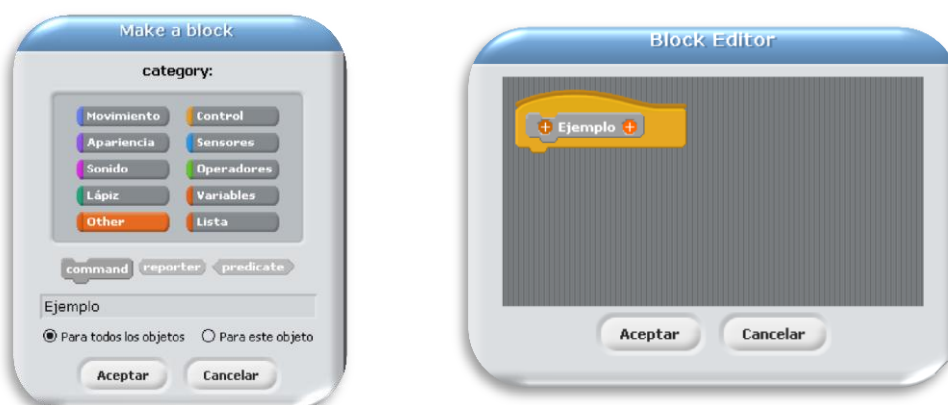 Make a block
category:
Movimiento Control
Apariencia Sensores
Sonido Operadores
Lápiz Variables
Other Lista
command reporter predicate
Ejemplo
Para todos los objetos Para este objeto
Aceptar Cancelar
Block Editor
+ Ejemplo +
Aceptar Cancelar